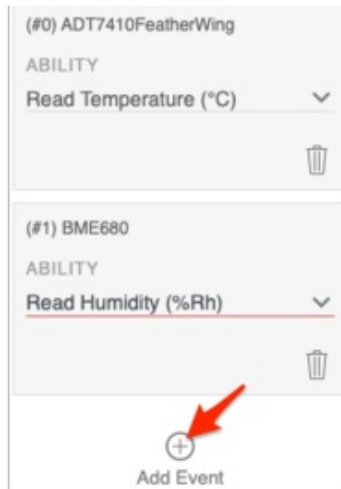 (#0) ADT7410FeatherWing
ABILITY
Read Temperature (°C)
(#1) BME680
ABILITY
Read Humidity (%Rh)
Add Event